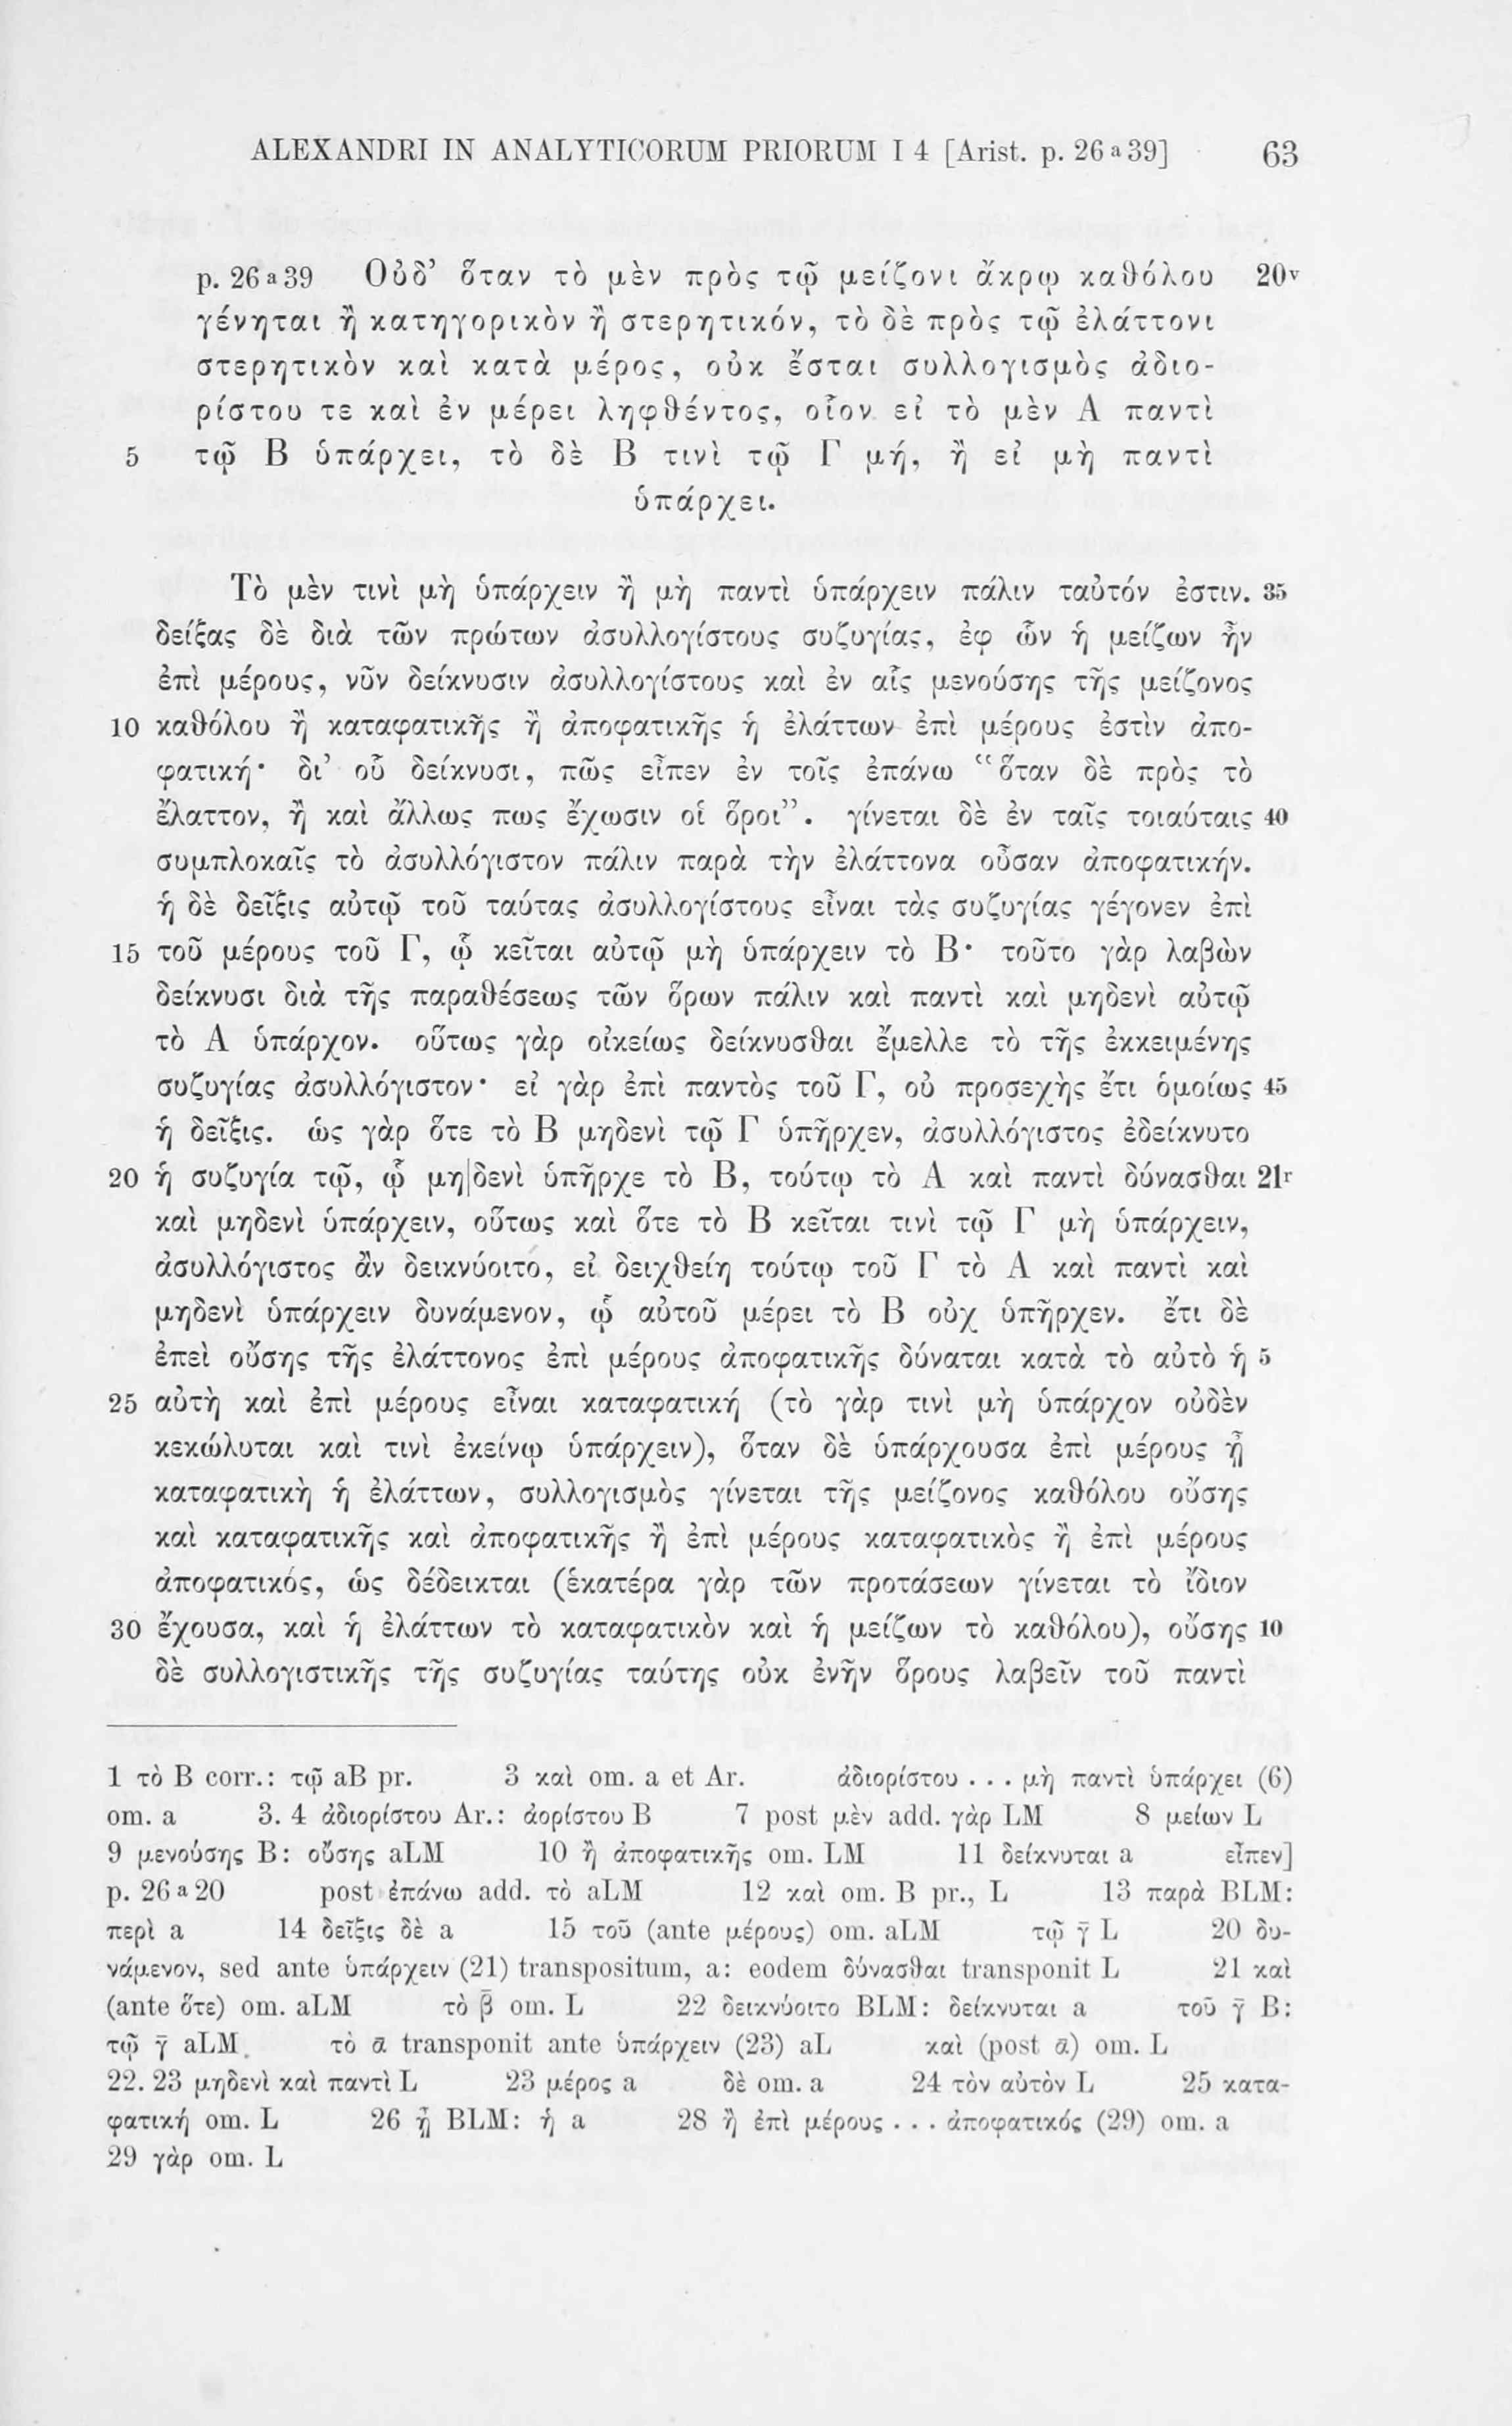 ALEXANDRI IN ANALYTICORUM PRIORUM I 4 [Arist. p. 26 a 39] 63
p. 26 a 39 Οὐδ’ ὅταν τὸ μὲν πρὸς τῷ μείζονι ἄκρῳ καθόλου 20v
γένηται ἢ κατηγορικὸν ἢ στερητικόν, τὸ δὲ πρὸς τῷ ἐλάττονι
στερητικὸν καὶ κατὰ μέρος, οὐκ ἔσται συλλογισμὸς ἀδιο-
ρίστου τε καὶ ἐν μέρει ληφθέντος, οἷον εἰ τὸ μὲν Α παντὶ
5 τῷ Β ὑπάρχει, τὸ δὲ Β τινὶ τῷ Γ μή, ἢ εἰ μὴ παντὶ
ὑπάρχει.
Τὸ μὲν τινὶ μὴ ὑπάρχειν ἢ μὴ παντὶ ὑπάρχειν πάλιν ταὐτόν ἐστιν. 35
δείξας δὲ διὰ τῶν πρώτων ἀσυλλογίστους συζυγίας, ἐφ ὧν ἡ μείζων ἦν
ἐπὶ μέρους, νῦν δείκνυσιν ἀσυλλογίστους καὶ ἐν αἷς μενούσης τῆς μείζονος
10 καθόλου ἢ καταφατικῆς ἢ ἀποφατικῆς ἡ ἐλάττων ἐπὶ μέρους ἐστὶν ἀπο-
φατική· δι’ οὗ δείκνυσι, πῶς εἶπεν ἐν τοῖς ἐπάνω “ὅταν δὲ πρὸς τὸ
ἔλαττον, ἢ καὶ ἄλλως πως ἔχωσιν οἱ ὅροι”. γίνεται δὲ ἐν ταῖς τοιαύταις 40
συμπλοκαῖς τὸ ἀσυλλόγιστον πάλιν παρὰ τὴν ἐλάττονα οὖσαν ἀποφατικήν.
ἡ δὲ δεῖξις αὐτῷ τοῦ ταύτας ἀσυλλογίστους εἶναι τὰς συζυγίας γέγονεν ἐπὶ
15 τοῦ μέρους τοῦ Γ, ᾧ κεῖται αὐτῷ μὴ ὑπάρχειν τὸ Β· τοῦτο γὰρ λαβὼν
δείκνυσι διὰ τῆς παραθέσεως τῶν ὅρων πάλιν καὶ παντὶ καὶ μηδενὶ αὐτῷ
τὸ Α ὑπάρχον. οὕτως γὰρ οἰκείως δείκνυσθαι ἔμελλε τὸ τῆς ἐκκειμένης
συζυγίας ἀσυλλόγιστον· εἰ γὰρ ἐπὶ παντὸς τοῦ Γ, οὐ προσεχὴς ἔτι ὁμοίως 45
ἡ δεῖξις. ὡς γὰρ ὅτε τὸ Β μηδενὶ τῷ Γ ὑπῆρχεν, ἀσυλλόγιστος ἐδείκνυτο
20 ἡ συζυγία τῷ, ᾧ μη|δενὶ ὑπῆρχε τὸ Β, τούτῳ τὸ Α καὶ παντὶ δύνασθαι 21r
καὶ μηδενὶ ὑπάρχειν, οὕτως καὶ ὅτε τὸ Β κεῖται τινὶ τῷ Γ μὴ ὑπάρχειν,
ἀσυλλόγιστος ἂν δεικνύοιτο, εἰ δειχθείη τούτῳ τοῦ Γ τὸ Α καὶ παντὶ καὶ
μηδενὶ ὑπάρχειν δυνάμενον, ᾧ αὐτοῦ μέρει τὸ Β οὐχ ὑπῆρχεν. ἔτι δὲ
ἐπεὶ οὔσης τῆς ἐλάττονος ἐπὶ μέρους ἀποφατικῆς δύναται κατὰ τὸ αὐτὸ ἡ 5
25 αὐτὴ καὶ ἐπὶ μέρους εἶναι καταφατική (τὸ γὰρ τινὶ μὴ ὑπάρχον οὐδὲν
κεκώλυται καὶ τινὶ ἐκείνῳ ὑπάρχειν), ὅταν δὲ ὑπάρχουσα ἐπὶ μέρους ᾖ
καταφατικὴ ἡ ἐλάττων, συλλογισμὸς γίνεται τῆς μείζονος καθόλου οὔσης
καὶ καταφατικῆς καὶ ἀποφατικῆς ἢ ἐπὶ μέρους καταφατικὸς ἢ ἐπὶ μέρους
ἀποφατικός, ὡς δέδεικται (ἑκατέρα γὰρ τῶν προτάσεων γίνεται τὸ ἴδιον
30 ἔχουσα, καὶ ἡ ἐλάττων τὸ καταφατικὸν καὶ ἡ μείζων τὸ καθόλου), οὔσης 10
δὲ συλλογιστικῆς τῆς συζυγίας ταύτης οὐκ ἐνῆν ὅρους λαβεῖν τοῦ παντὶ
1 τὸ B corr.: τῷ aB pr. 3 καὶ om. a et Ar. ἀδιορίστου . . . μὴ παντὶ ὑπάρχει (6)
om. a 3. 4 ἀδιορίστου Ar.: ἀορίστου B 7 post μὲν add. γὰρ LM 8 μείων L
9 μενούσης B: οὔσης aLM 10 ἢ ἀποφατικῆς om. LM 11 δείκνυται a εἶπεν]
p. 26 a 20 post ἐπάνω add. τὸ aLM 12 καὶ om. B pr., L 13 παρὰ BLM:
περὶ a 14 δεῖξις δὲ a 15 τοῦ (ante μέρους) om. aLM τῷ γ̄ L 20 δυ-
νάμενον, sed ante ὑπάρχειν (21) transpositum, a: eodem δύνασθαι transponit L 21 καὶ
(ante ὅτε) om. aLM τὸ β̄ om. L 22 δεικνύοιτο BLM: δείκνυται a τοῦ γ̄ B:
τῷ γ̄ aLM. τὸ ᾱ transponit ante ὑπάρχειν (23) aL καὶ (post ᾱ) om. L
22. 23 μηδενὶ καὶ παντὶ L 23 μέρος a δὲ om. a 24 τὸν αὐτὸν L 25 κατα-
φατική om. L 26 ᾖ BLM: ἡ a 28 ἢ ἐπὶ μέρους . . . ἀποφατικός (29) om. a
29 γὰρ om. L